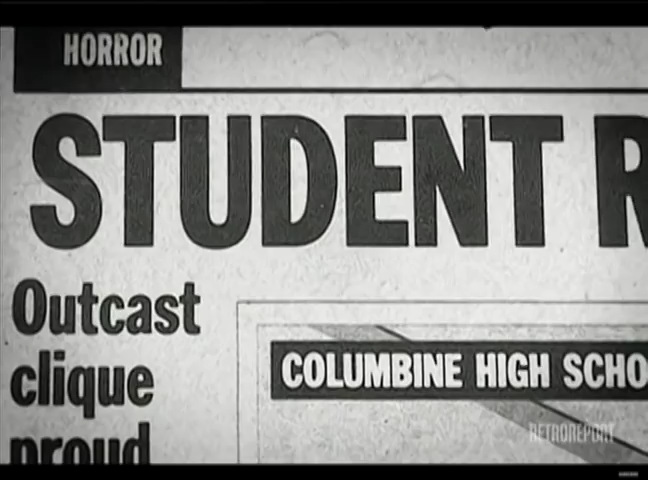 HORROR
STUDENT R
Outcast
clique
proud
COLUMBINE HIGH SCHO
RETROREPORT